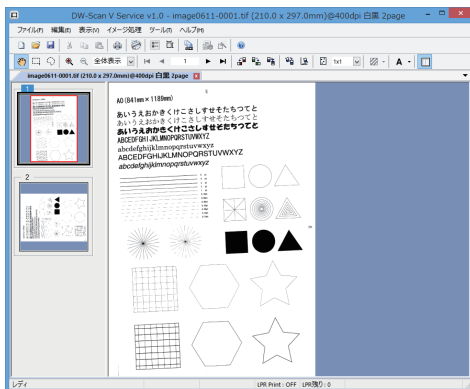 DW-Scan V Service v1.0 - image0611-0001.tif (210.0 x 297.0mm)@400dpi 白黒 2page
ファイル(F) 編集(E) 表示(V) イメージ処理 ツール(T) ヘルプ(H)
全体表示 1 1x1 A
image0611-0001.tif (210.0 x 297.0mm)@400dpi 白黒 2page
1
2
A0 (841mm×1189mm)
あいうえおかきくけこさしすせそたちつてと
あいうえおかきくけこさしすせそたちつてと
あいうえおかきくけこさしすせそたちつてと
ABCEDFGHIJKLMNOPQRSTUVWXYZ
abcdefghijklmnopqrstuvwxyz
ABCEDFGHIJKLMNOPQRSTUVWXYZ
abcdefghijklmnopqrstuvwxyz
レディ
LPR Print : OFF LPR残り: 0